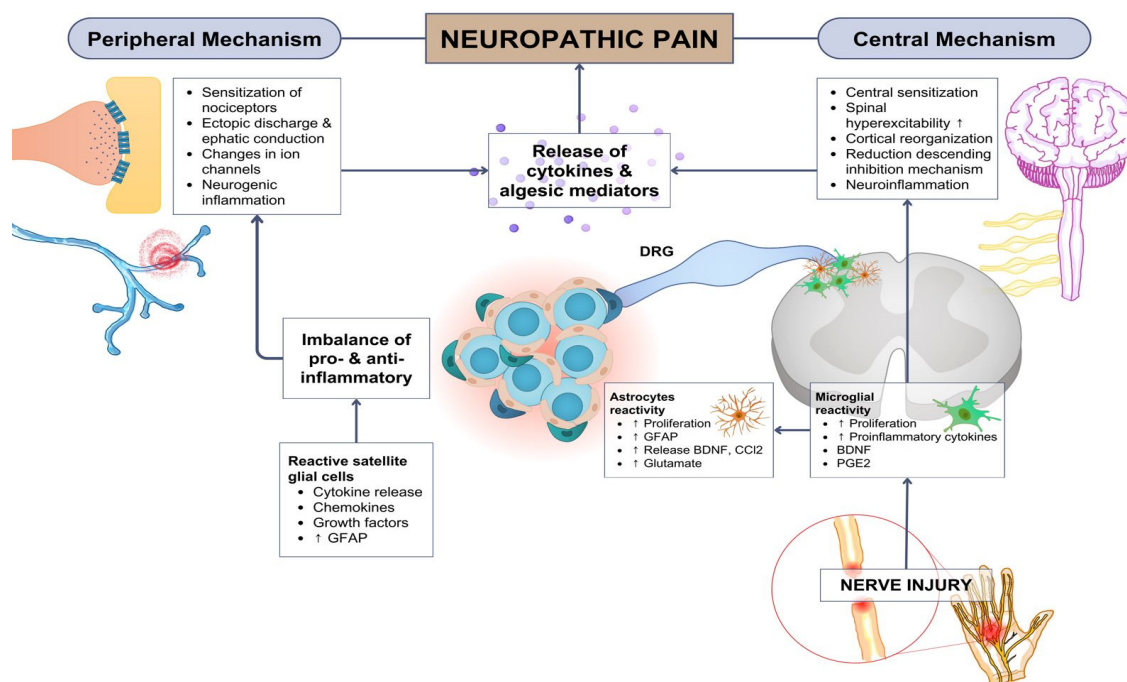 Peripheral Mechanism
NEUROPATHIC PAIN
Central Mechanism
• Sensitization of
nociceptors
• Ectopic discharge &
ephatic conduction
• Changes in ion
channels
• Neurogenic
inflammation
Release of
cytokines &
algesic mediators
• Central sensitization
• Spinal
hyperexcitability ↑
• Cortical reorganization
• Reduction descending
inhibition mechanism
• Neuroinflammation
DRG
Imbalance of
pro- & anti-
inflammatory
Reactive satellite
glial cells
• Cytokine release
• Chemokines
• Growth factors
• ↑ GFAP
Astrocytes
reactivity
• ↑ Proliferation
• ↑ GFAP
• ↑ Release BDNF, CCl2
• ↑ Glutamate
Microglial
reactivity
• ↑ Proliferation
• ↑ Proinflammatory cytokines
• BDNF
• PGE2
NERVE INJURY